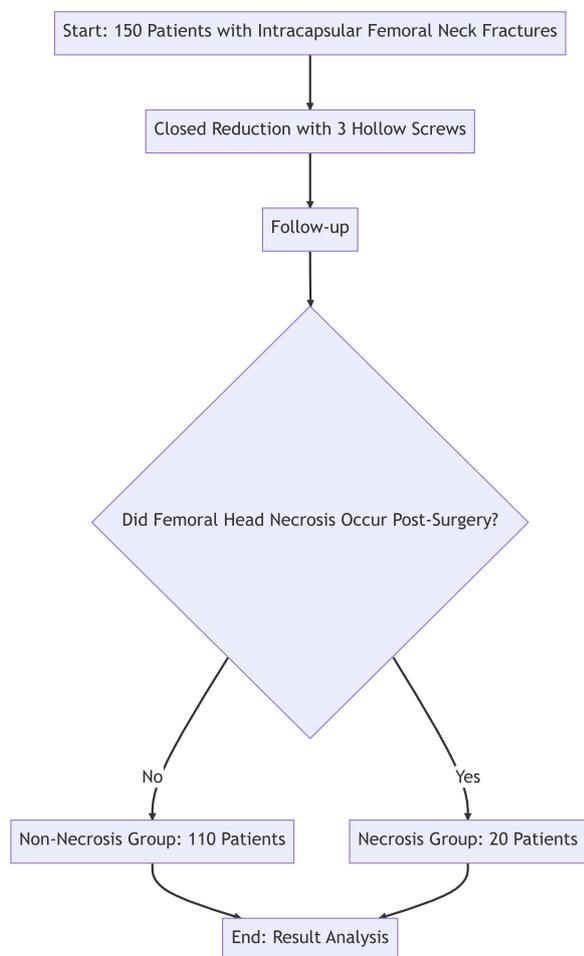 Start: 150 Patients with Intracapsular Femoral Neck Fractures
Closed Reduction with 3 Hollow Screws
Follow-up
Did Femoral Head Necrosis Occur Post-Surgery?
No
Yes
Non-Necrosis Group: 110 Patients
Necrosis Group: 20 Patients
End: Result Analysis